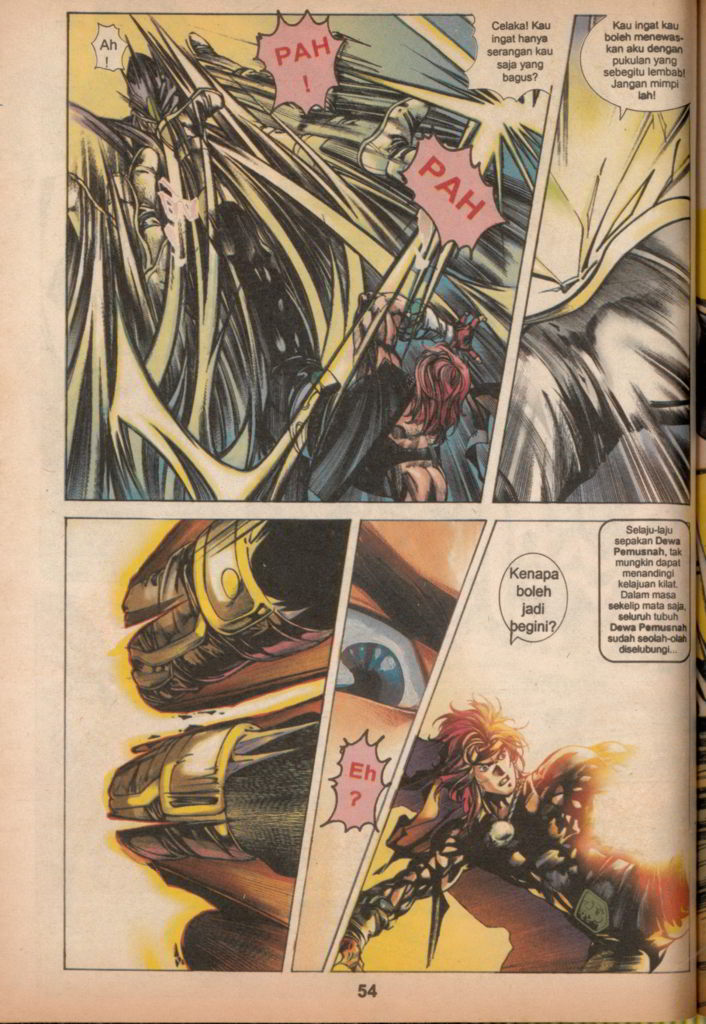 Ah
!
PAH
!
PAH
Celaka! Kau
ingat hanya
serangan kau
saja yang
bagus?
Kau ingat kau
boleh menewas-
kan aku dengan
pukulan yang
sebegitu lembab!
Jangan mimpi
lah!
Eh
?
Kenapa
boleh
jadi
begini?
Selaju-laju
sepakan Dewa
Pemusnah, tak
mungkin dapat
menandingi
kelajuan kilat.
Dalam masa
sekelip mata saja,
seluruh tubuh
Dewa Pemusnah
sudah seolah-olah
diselubungi...
54